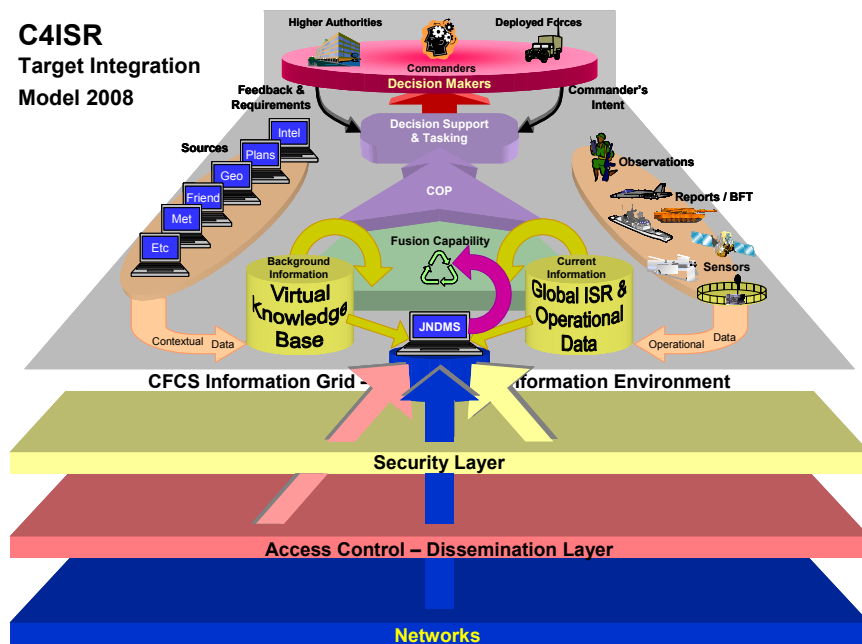 C4ISR
Target Integration
Model 2008
Higher Authorities
Deployed Forces
Commanders
Decision Makers
Feedback &
Requirements
Commander's
Intent
Decision Support
& Tasking
Sources
Intel
Plans
Geo
Friend
Met
Etc
Observations
Reports / BFT
Sensors
COP
Fusion Capability
Background
Information
Virtual
Knowledge
Base
Current
Information
Global ISR &
Operational
Data
JNDMS
Contextual Data
Operational Data
CFCS Information Grid - nformation Environment
Security Layer
Access Control – Dissemination Layer
Networks